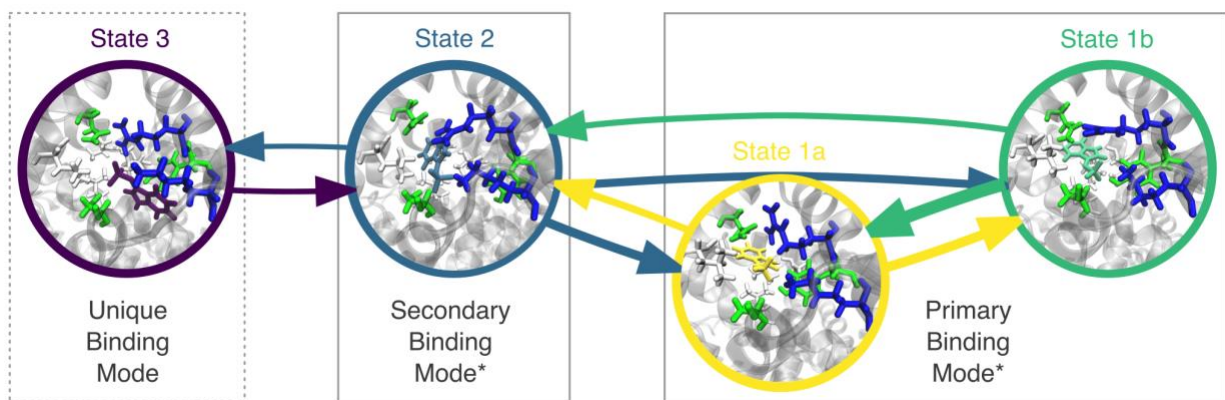 State 3
State 2
State 1b
State 1a
Unique
Binding
Mode
Secondary
Binding
Mode*
Primary
Binding
Mode*